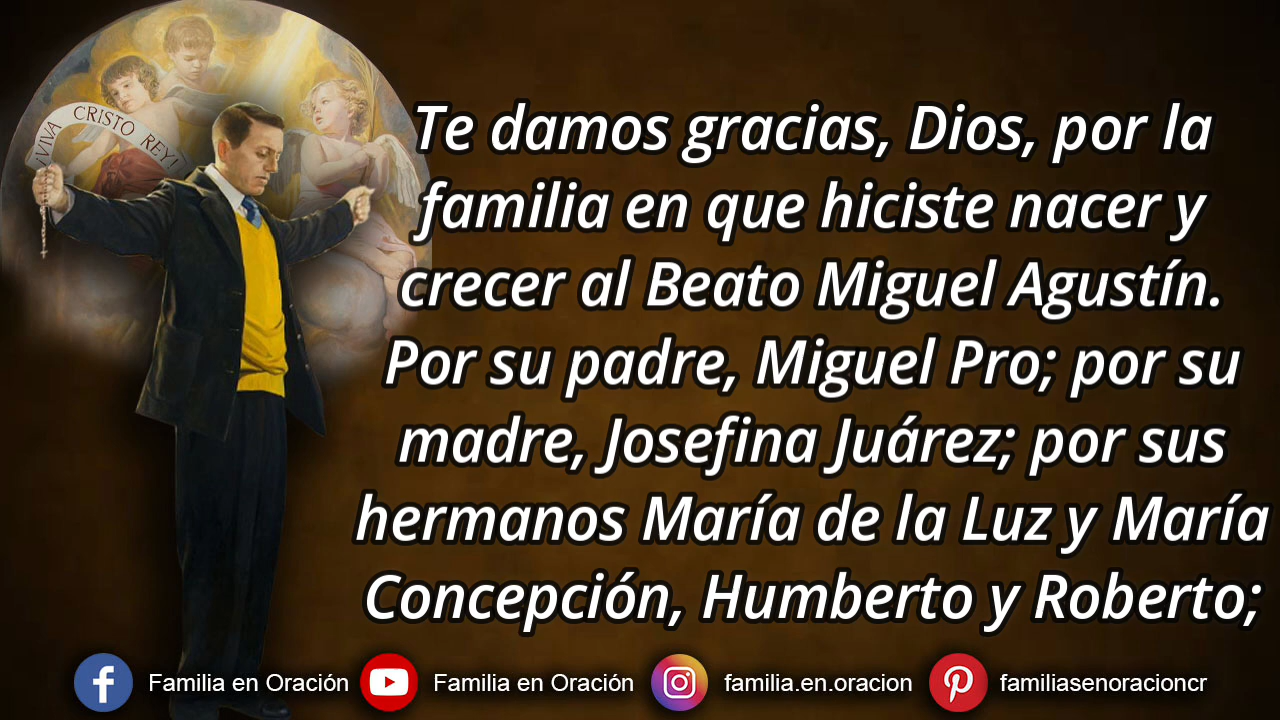 ¡VIVA CRISTO REY!
Te damos gracias, Dios, por la
familia en que hiciste nacer y
crecer al Beato Miguel Agustín.
Por su padre, Miguel Pro; por su
madre, Josefina Juárez; por sus
hermanos María de la Luz y María
Concepción, Humberto y Roberto;
Familia en Oración
Familia en Oración
familia.en.oracion
familiasenoracioncr